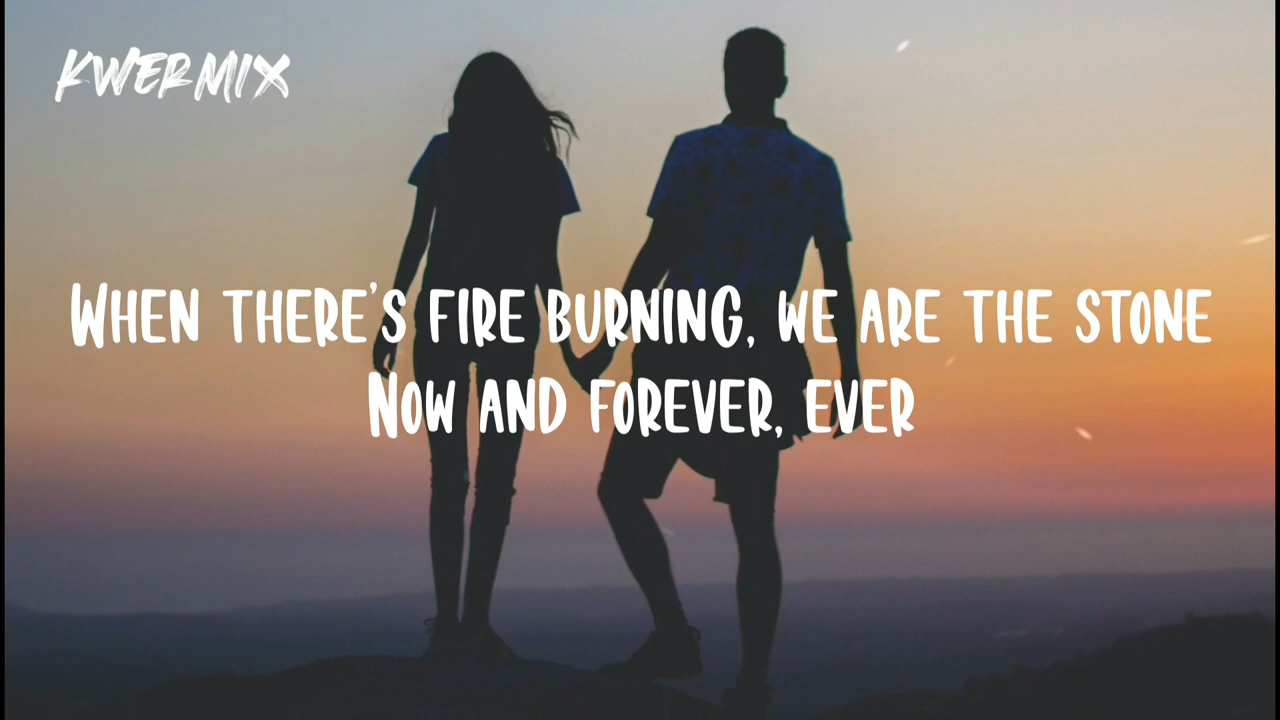 KWERMIX
WHEN THERE'S FIRE BURNING, WE ARE THE STONE
NOW AND FOREVER, EVER